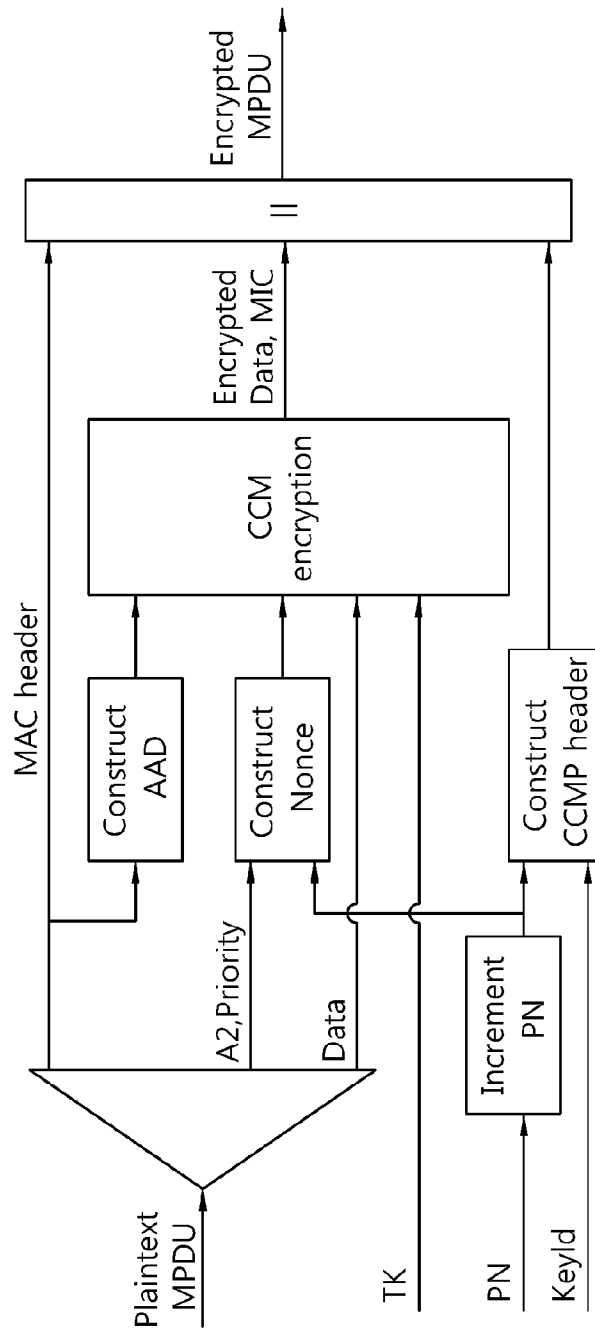 Plaintext
MPDU
MAC header
A2,Priority
Data
TK
PN
KeyId
Construct
AAD
Construct
Nonce
Increment
PN
Construct
CCMP header
CCM
encryption
Encrypted
Data, MIC
||
Encrypted
MPDU